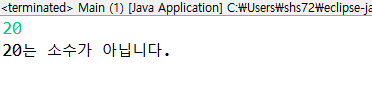 <terminated> Main (1) [Java Application] C:₩Users₩shs72₩eclipse-ja
20
20는 소수가 아닙니다.